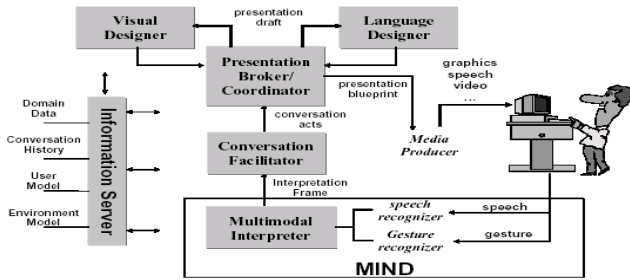 Visual
Designer
presentation
draft
Language
Designer
Presentation
Broker/
Coordinator
presentation
blueprint
graphics
speech
video
...
Media
Producer
conversation
acts
Conversation
Facilitator
Interpretation
Frame
Domain
Data
Conversation
History
User
Model
Environment
Model
Information Server
Multimodal
Interpreter
speech
recognizer
Gesture
recognizer
speech
gesture
MIND